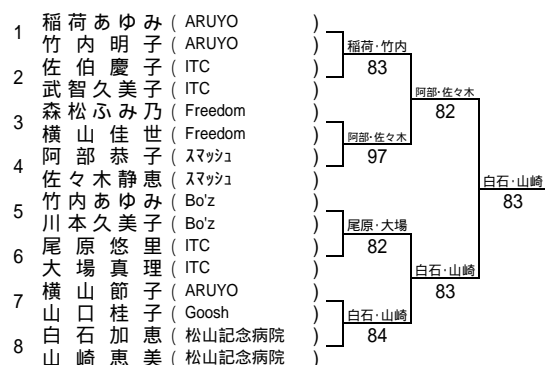 1
稲荷あゆみ ( ARUYO )
竹内明子 ( ARUYO )
2
佐伯慶子 ( ITC )
武智久美子 ( ITC )
3
森松ふみ乃 ( Freedom )
横山佳世 ( Freedom )
4
阿部恭子 ( スマッシュ )
佐々木静恵 ( スマッシュ )
5
竹内あゆみ ( Bo'z )
川本久美子 ( Bo'z )
6
尾原悠里 ( ITC )
大場真理 ( ITC )
7
横山節子 ( ARUYO )
山口桂子 ( Goosh )
8
白石加恵 ( 松山記念病院 )
山崎恵美 ( 松山記念病院 )
稲荷・竹内
83
阿部・佐々木
97
尾原・大場
82
白石・山崎
84
阿部・佐々木
82
白石・山崎
83
白石・山崎
83